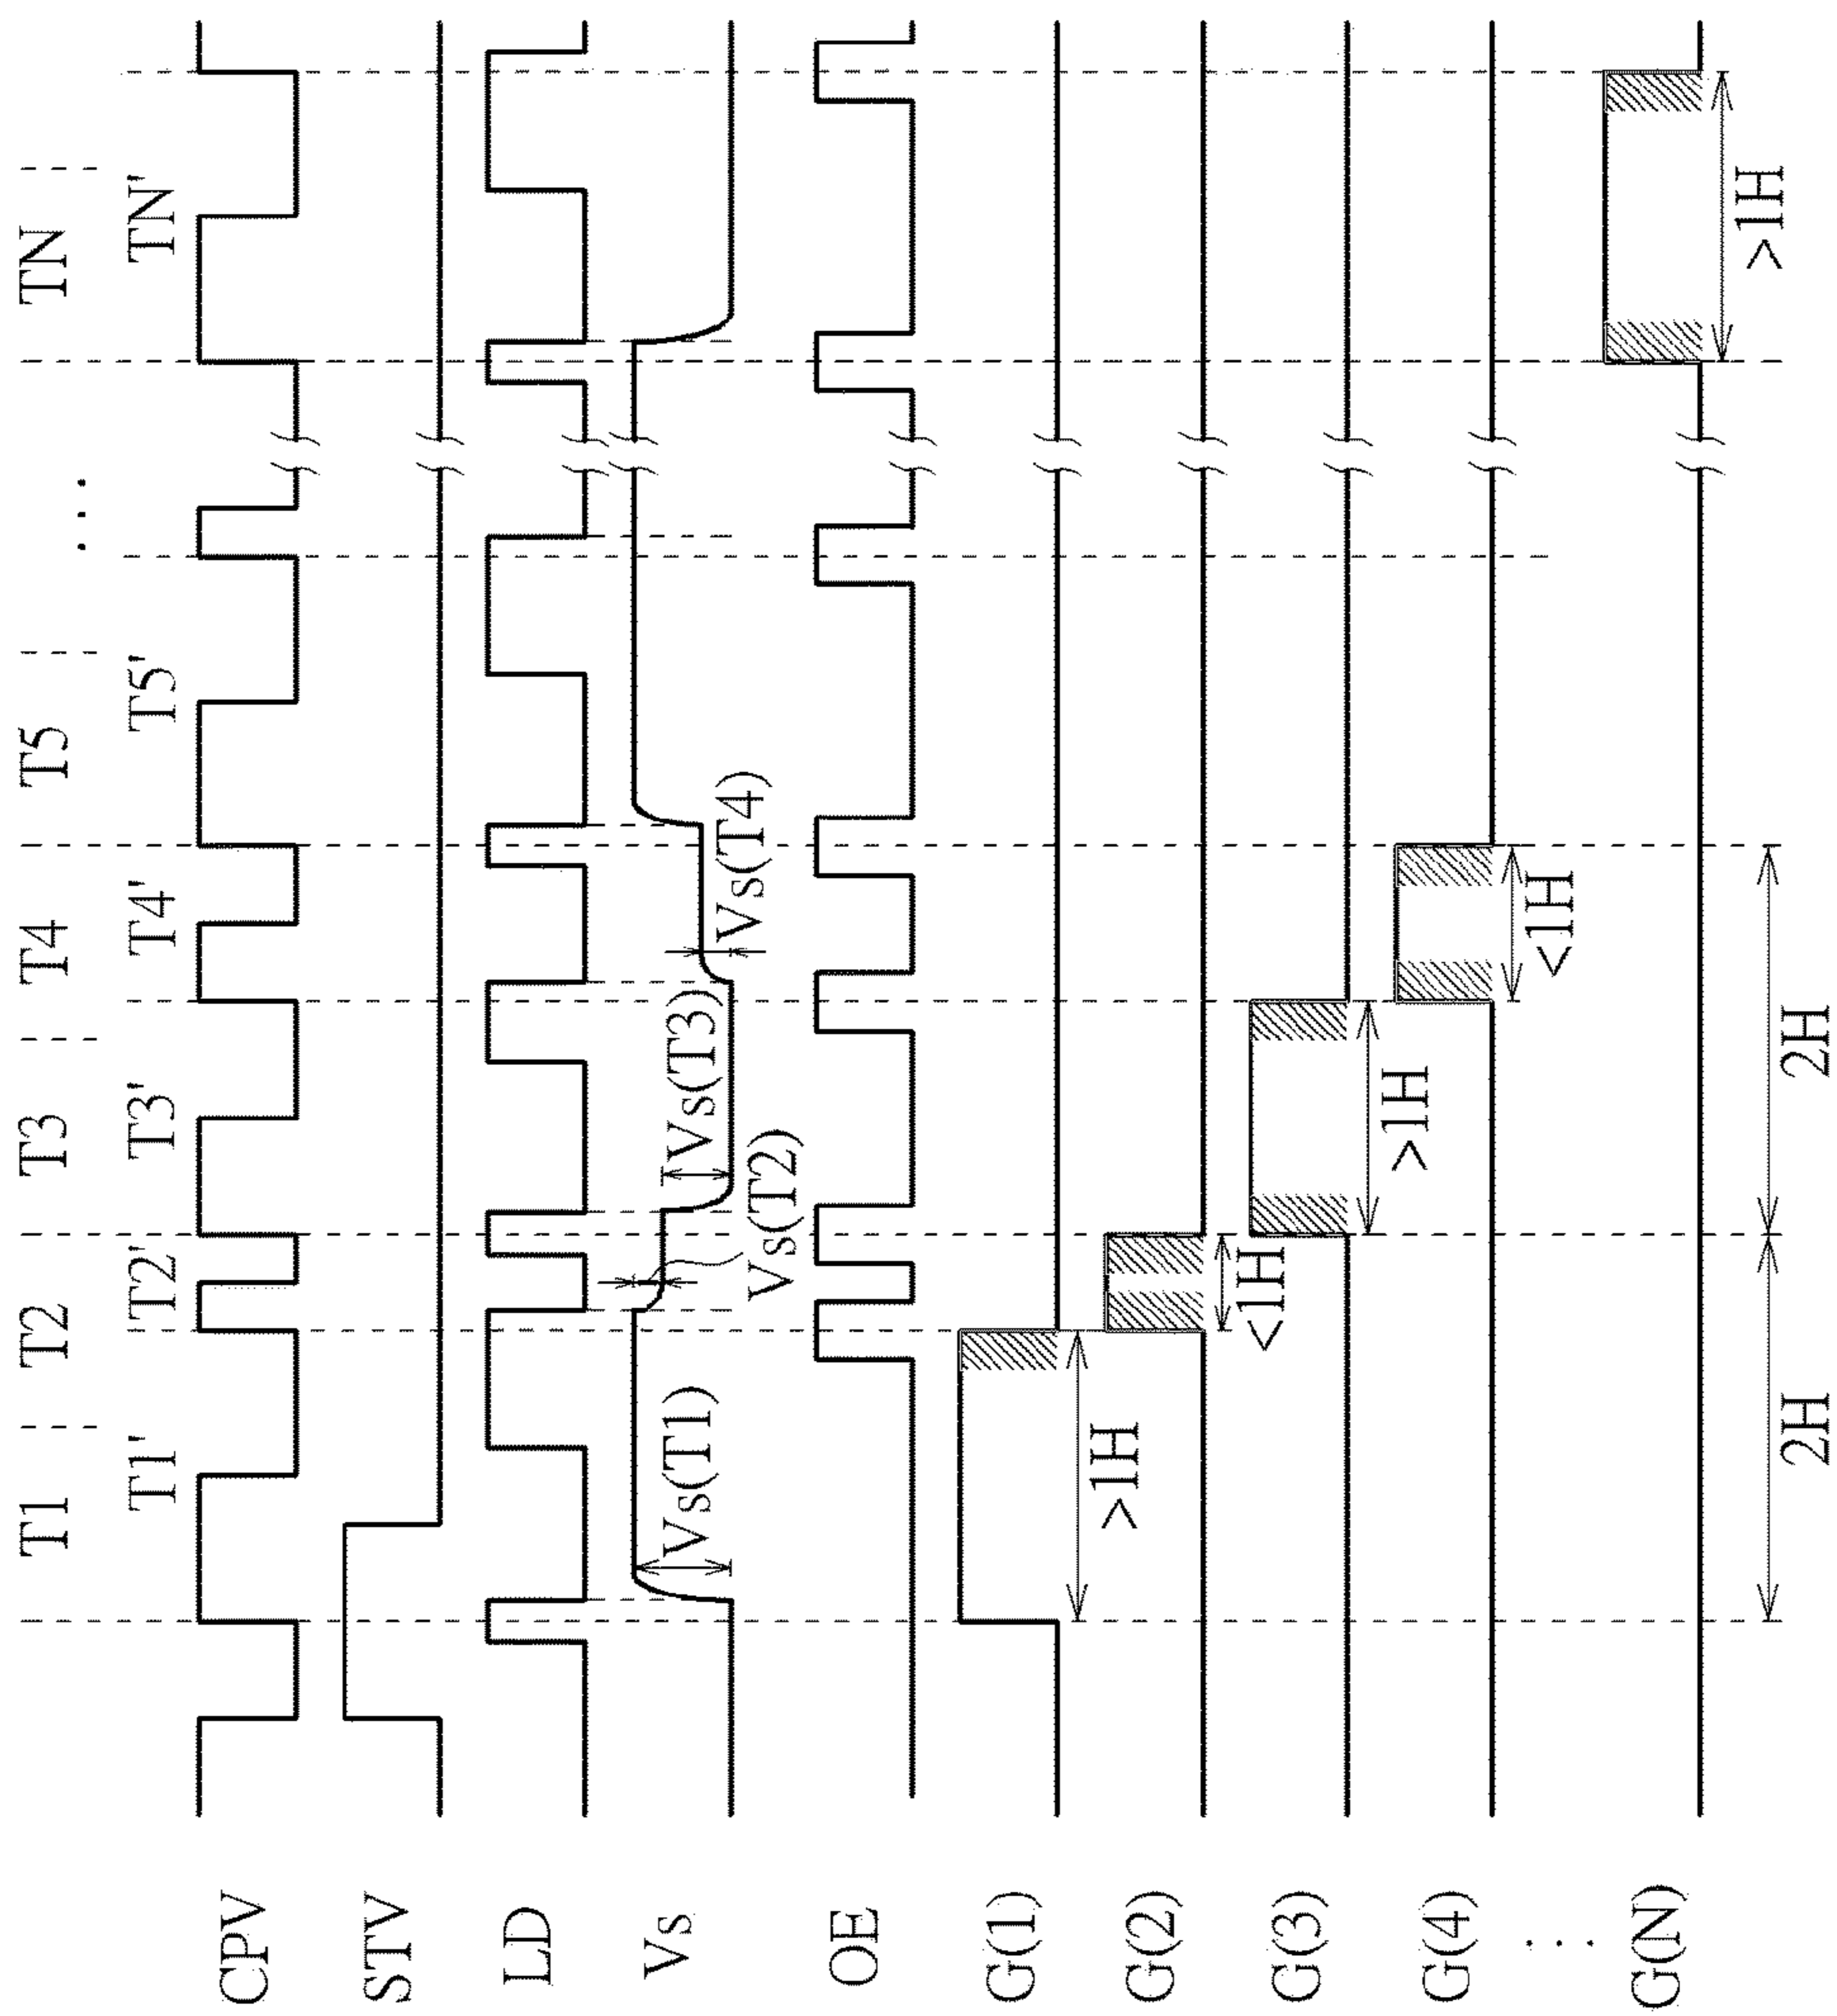 T1 T2 T3 T4 T5 ... TN
T1' T2' T3' T4' T5' TN'
CPV
STV
LD
Vs
Vs(T1) Vs(T3)
Vs(T4)
Vs(T2)
OE
G(1)
>1H
G(2)
<1H
G(3)
>1H
G(4)
<1H
...
G(N)
>1H
2H 2H